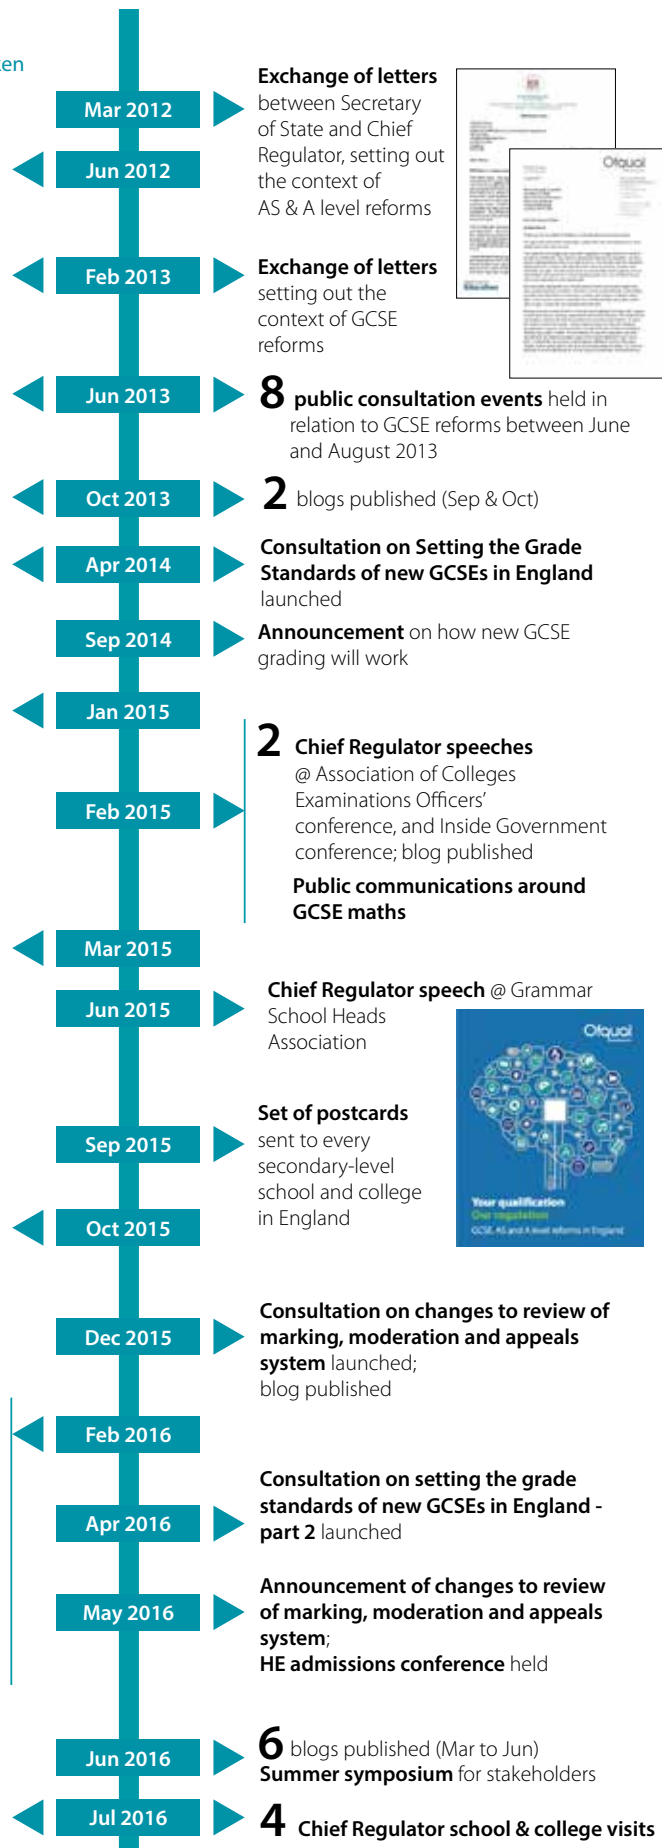 en
Mar 2012
Exchange of letters
between Secretary
of State and Chief
Regulator, setting out
the context of
AS & A level reforms
Ofqual
Education
Jun 2012
Feb 2013
Exchange of letters
setting out the
context of GCSE
reforms
Jun 2013
8 public consultation events held in
relation to GCSE reforms between June
and August 2013
Oct 2013
2 blogs published (Sep & Oct)
Apr 2014
Consultation on Setting the Grade
Standards of new GCSEs in England
launched
Sep 2014
Announcement on how new GCSE
grading will work
Jan 2015
Feb 2015
2 Chief Regulator speeches
@ Association of Colleges
Examinations Officers'
conference, and Inside Government
conference; blog published
Public communications around
GCSE maths
Mar 2015
Jun 2015
Chief Regulator speech @ Grammar
School Heads
Association
Ofqual
Your qualification
Our regulation
GCSE, AS and A level reforms in England
Sep 2015
Set of postcards
sent to every
secondary-level
school and college
in England
Oct 2015
Dec 2015
Consultation on changes to review of
marking, moderation and appeals
system launched;
blog published
Feb 2016
Apr 2016
Consultation on setting the grade
standards of new GCSEs in England -
part 2 launched
May 2016
Announcement of changes to review
of marking, moderation and appeals
system;
HE admissions conference held
Jun 2016
6 blogs published (Mar to Jun)
Summer symposium for stakeholders
Jul 2016
4 Chief Regulator school & college visits